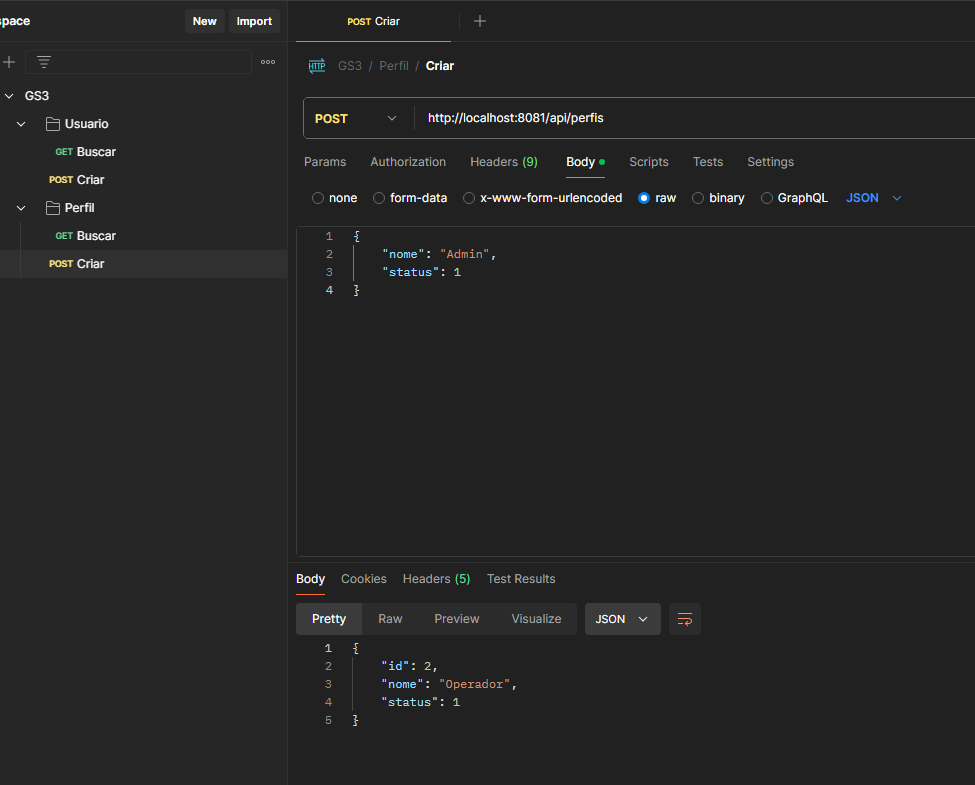 space New Import
GS3
Usuario
GET Buscar
POST Criar
Perfil
GET Buscar
POST Criar
POST Criar
HTTP GS3 / Perfil / Criar
POST http://localhost:8081/api/perfis
Params Authorization Headers (9) Body Scripts Tests Settings
none form-data x-www-form-urlencoded raw binary GraphQL JSON
1 {
2 "nome": "Admin",
3 "status": 1
4 }
Body Cookies Headers (5) Test Results
Pretty Raw Preview Visualize JSON
1 {
2 "id": 2,
3 "nome": "Operador",
4 "status": 1
5 }